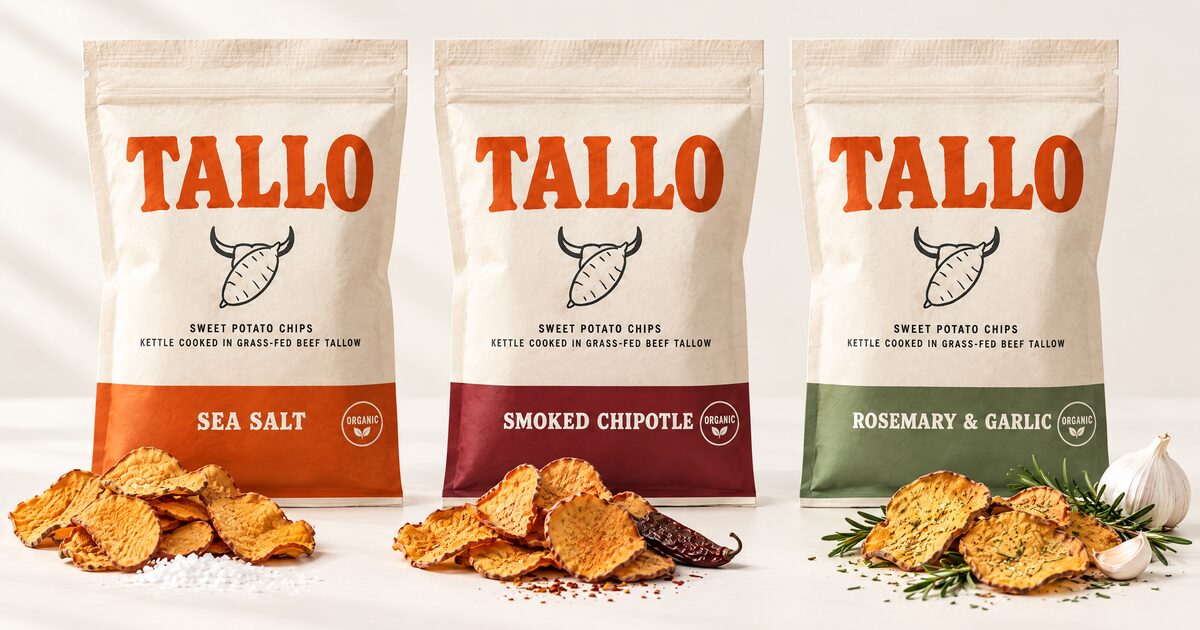 TALLO
SWEET POTATO CHIPS
KETTLE COOKED IN GRASS-FED BEEF TALLOW
SEA SALT
ORGANIC
TALLO
SWEET POTATO CHIPS
KETTLE COOKED IN GRASS-FED BEEF TALLOW
SMOKED CHIPOTLE
ORGANIC
TALLO
SWEET POTATO CHIPS
KETTLE COOKED IN GRASS-FED BEEF TALLOW
ROSEMARY & GARLIC
ORGANIC